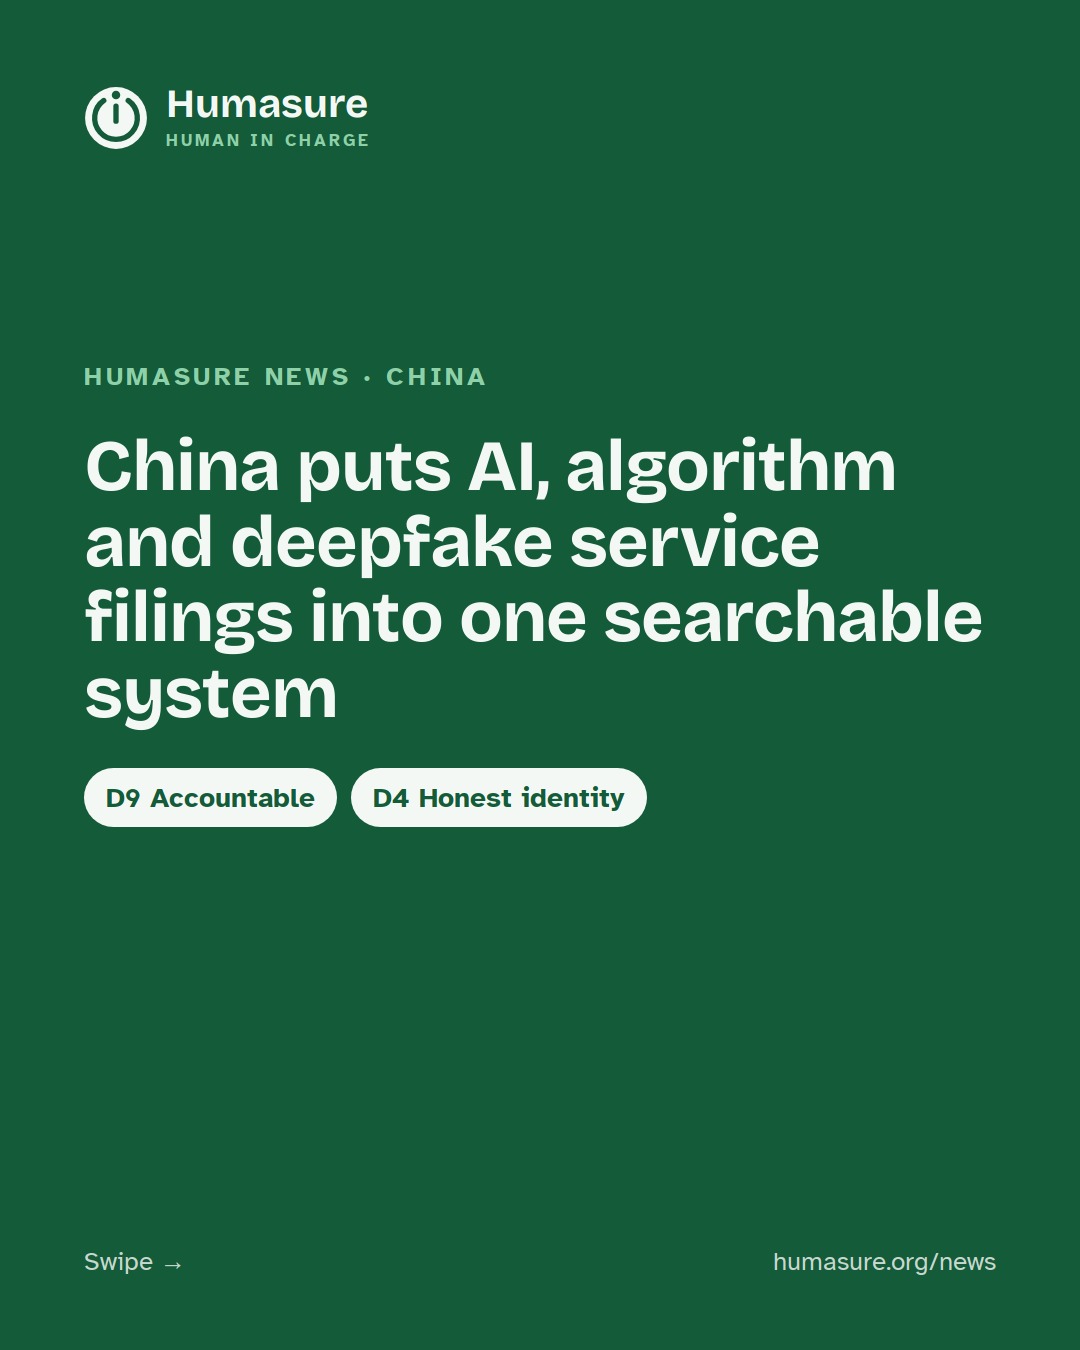 Humasure
HUMAN IN CHARGE
HUMASURE NEWS · CHINA
China puts AI, algorithm
and deepfake service
filings into one searchable
system
D9 Accountable
D4 Honest identity
Swipe →
humasure.org/news